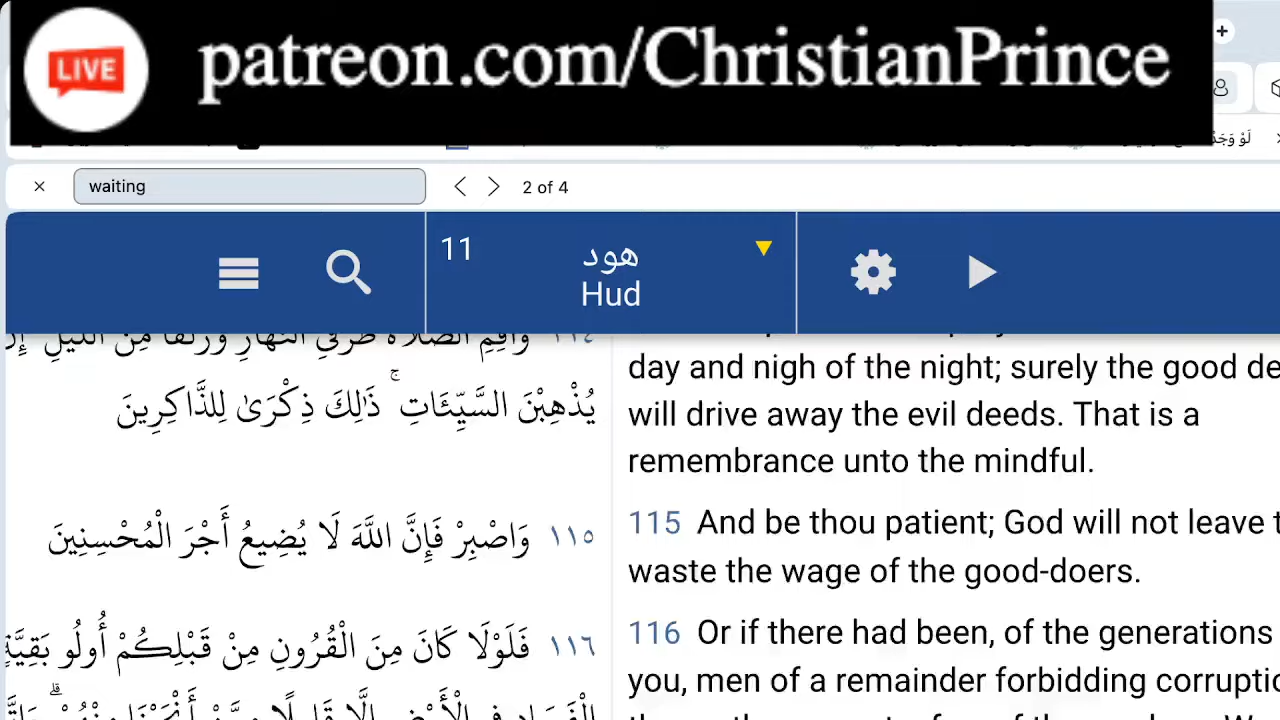 LIVE
patreon.com/ChristianPrince
waiting
2 of 4
11
هود
Hud
day and nigh of the night; surely the good de
يُذْهِبْنَ السَّيِّئَاتِ ۚ ذَٰلِكَ ذِكْرَىٰ لِلذَّاكِرِينَ
will drive away the evil deeds. That is a
remembrance unto the mindful.
١١٥ وَاصْبِرْ فَإِنَّ اللَّهَ لَا يُضِيعُ أَجْرَ الْمُحْسِنِينَ
115 And be thou patient; God will not leave t
waste the wage of the good-doers.
١١٦ فَلَوْلَا كَانَ مِنَ الْقُرُونِ مِنْ قَبْلِكُمْ أُولُو بَقِيَّةٍ
116 Or if there had been, of the generations
you, men of a remainder forbidding corruptio